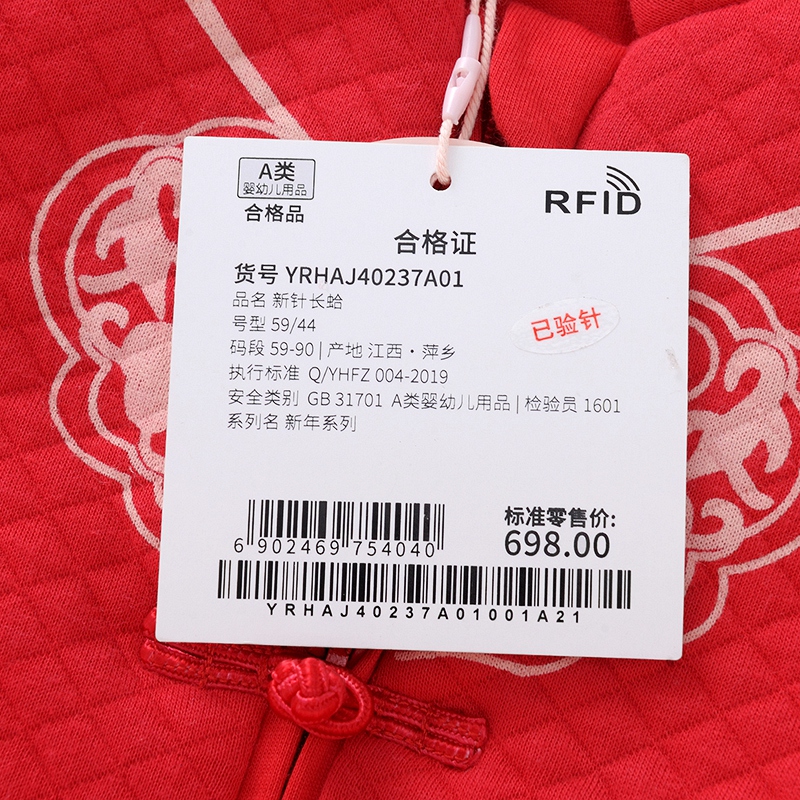 A类
婴幼儿用品
合格品
RFID
合格证
货号 YRHAJ40237A01
品名 新针长蛤
号型 59/44
码段 59-90 | 产地 江西·萍乡
执行标准 Q/YHFZ 004-2019
安全类别 GB 31701 A类婴幼儿用品 | 检验员 1601
系列名 新年系列
已验针
标准零售价:
698.00
6 902469 754040
YRHAJ40237A01001A21